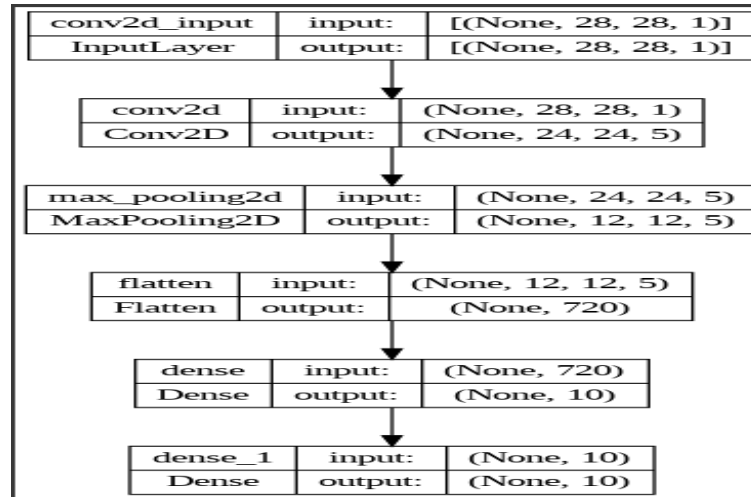 conv2d_input input: [(None, 28, 28, 1)]
InputLayer output: [(None, 28, 28, 1)]
conv2d input: (None, 28, 28, 1)
Conv2D output: (None, 24, 24, 5)
max_pooling2d input: (None, 24, 24, 5)
MaxPooling2D output: (None, 12, 12, 5)
flatten input: (None, 12, 12, 5)
Flatten output: (None, 720)
dense input: (None, 720)
Dense output: (None, 10)
dense_1 input: (None, 10)
Dense output: (None, 10)